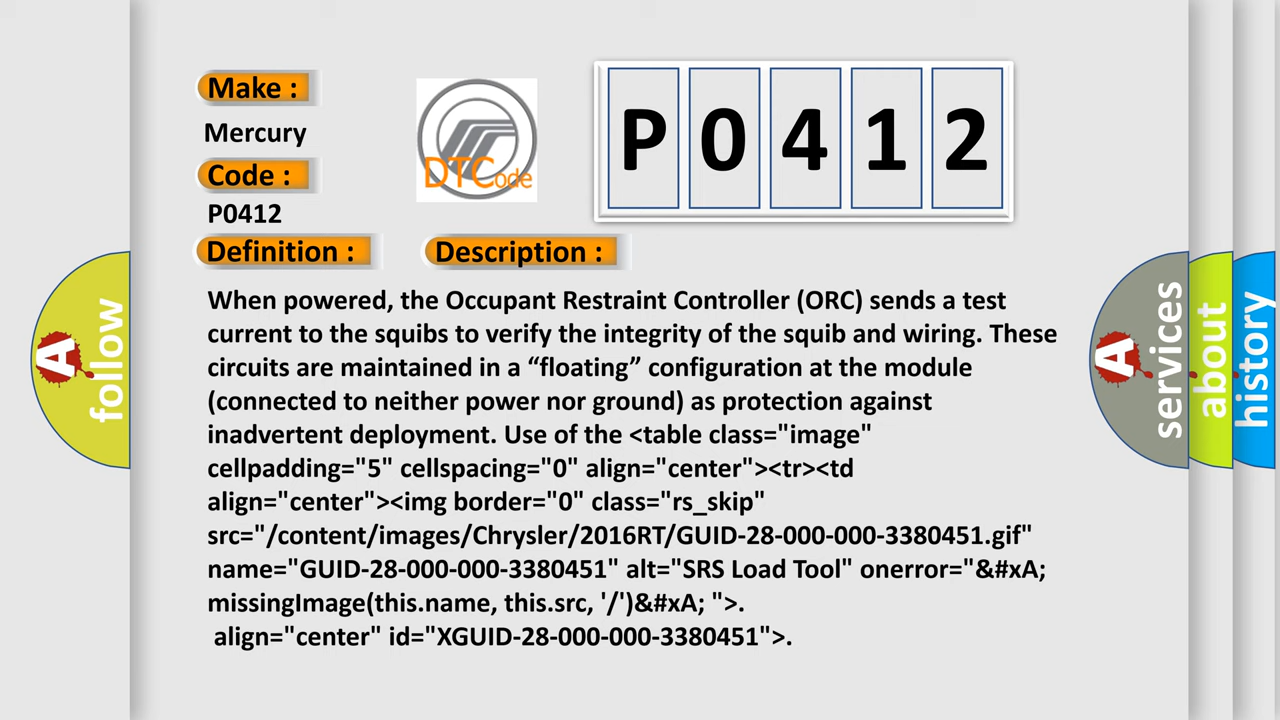 Make :
Mercury
Code :
P0412
DTCode
P0412
Definition :
Description :
When powered, the Occupant Restraint Controller (ORC) sends a test
current to the squibs to verify the integrity of the squib and wiring. These
circuits are maintained in a “floating” configuration at the module
(connected to neither power nor ground) as protection against
inadvertent deployment. Use of the <table class="image"
cellpadding="5" cellspacing="0" align="center"><tr><td
align="center"><img border="0" class="rs_skip"
src="/content/images/Chrysler/2016RT/GUID-28-000-000-3380451.gif"
name="GUID-28-000-000-3380451" alt="SRS Load Tool" onerror="&#xA;
missingImage(this.name, this.src, '/')&#xA; ">.
align="center" id="XGUID-28-000-000-3380451">.
A
follow
A
services
about
history